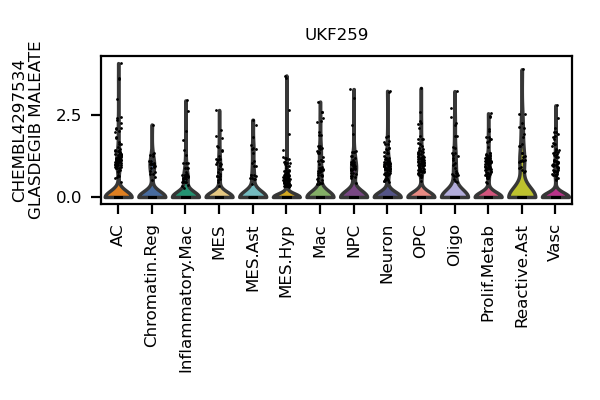 UKF259
CHEMBL4297534
GLASDEGIB MALEATE
2.5
0.0
AC
Chromatin.Reg
Inflammatory.Mac
MES
MES.Ast
MES.Hyp
Mac
NPC
Neuron
OPC
Oligo
Prolif.Metab
Reactive.Ast
Vasc